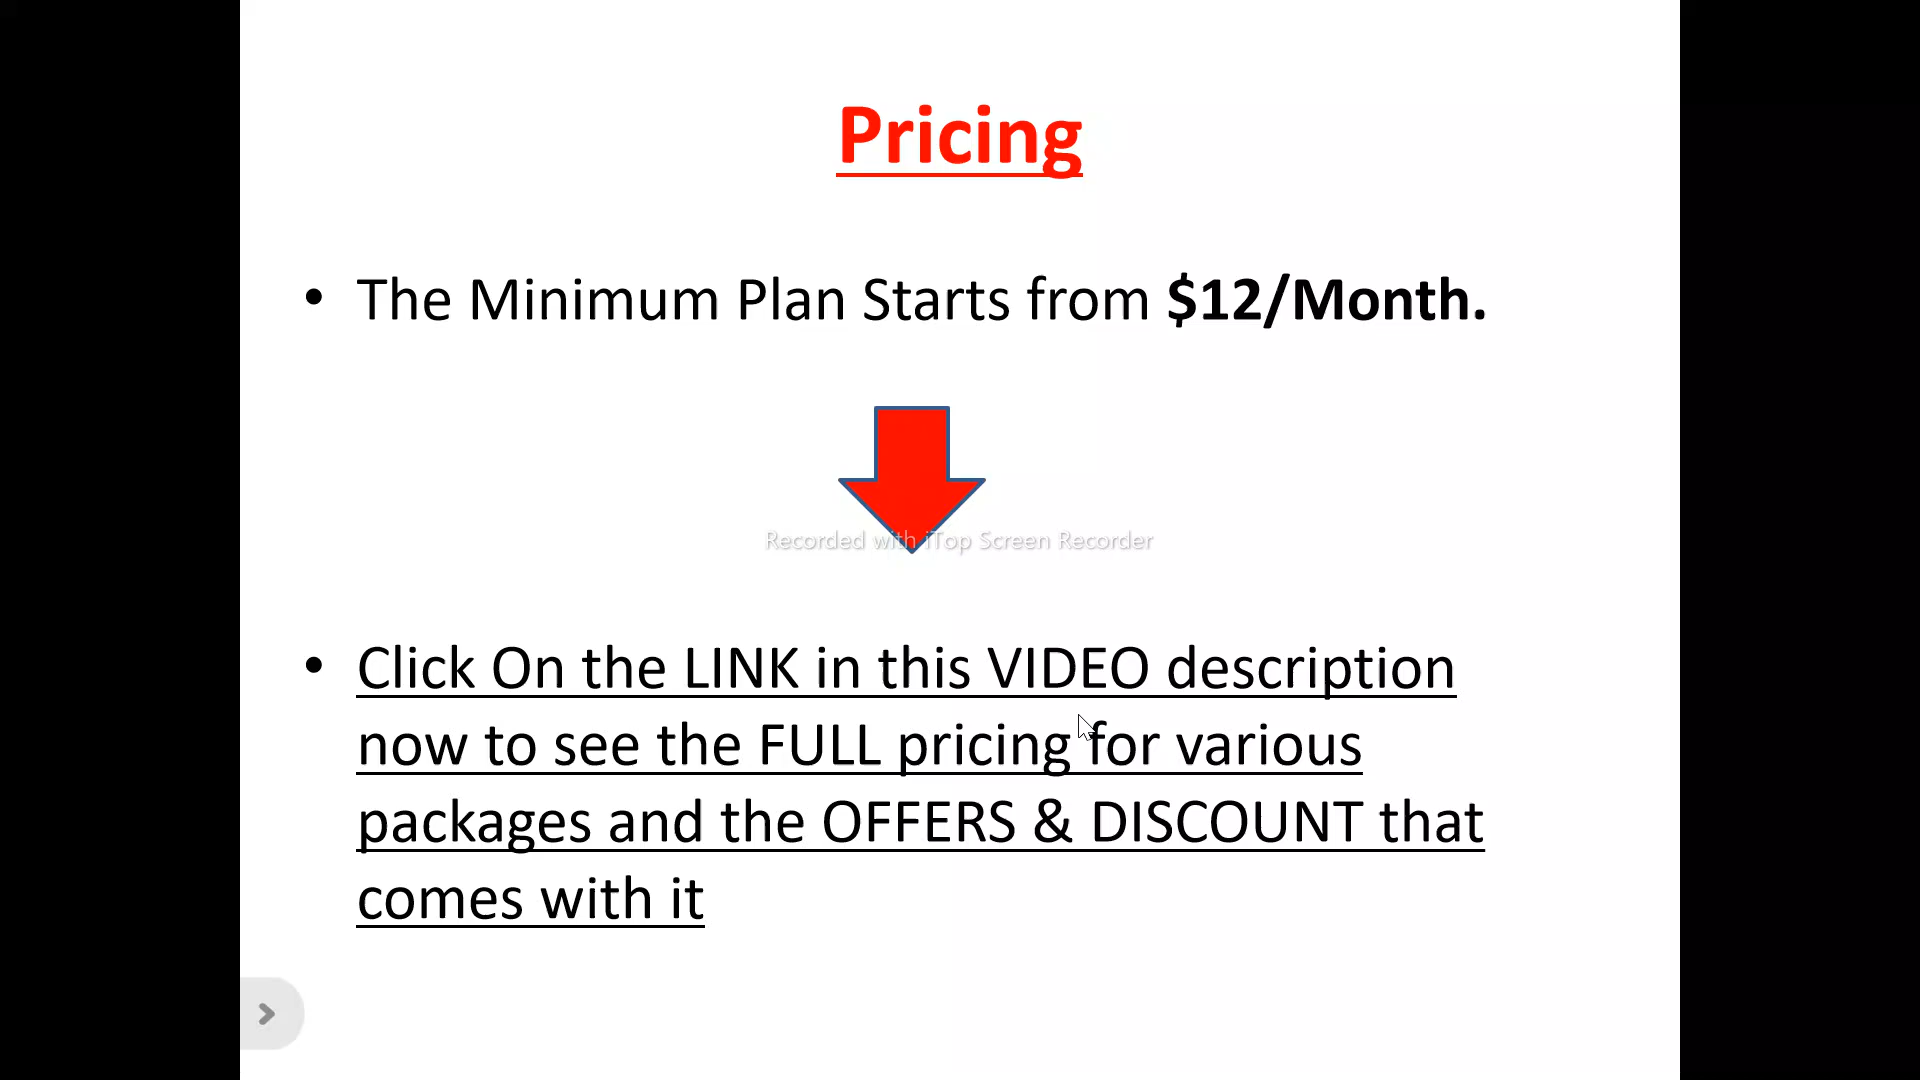 Pricing
• The Minimum Plan Starts from $12/Month.
Recorded with iTop Screen Recorder
• Click On the LINK in this VIDEO description
now to see the FULL pricing for various
packages and the OFFERS & DISCOUNT that
comes with it